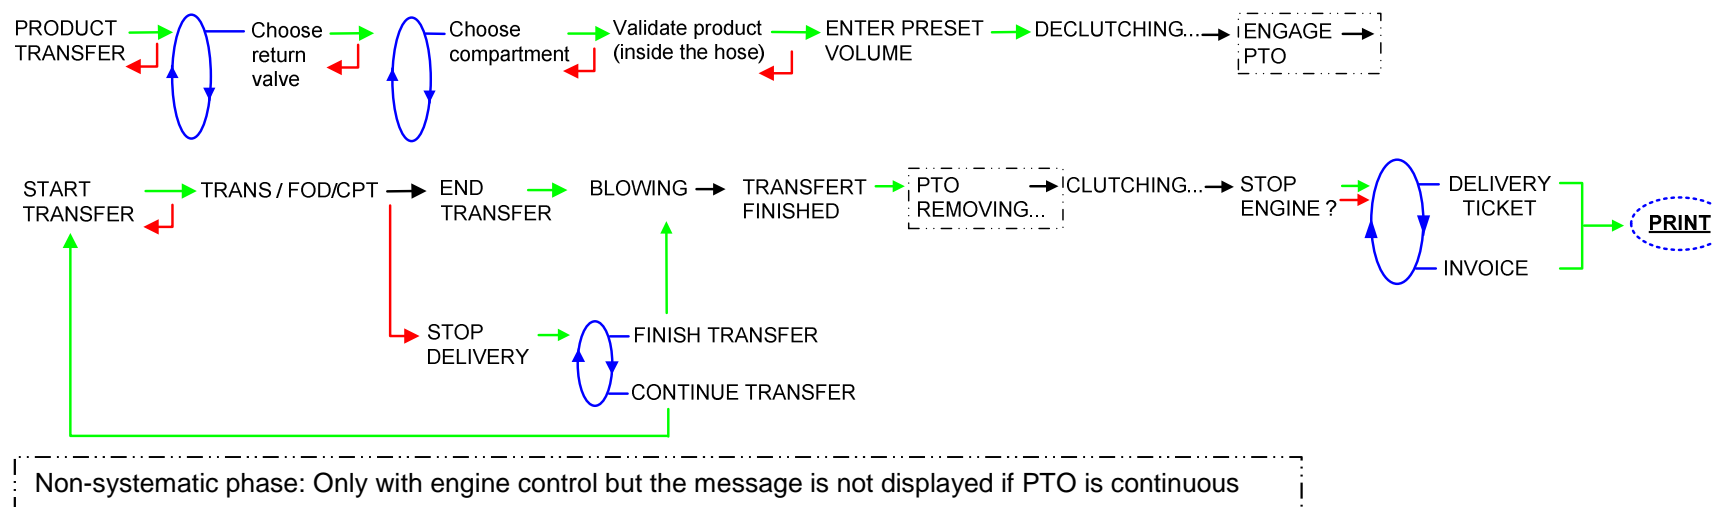 PRODUCT
TRANSFER
Choose
return
valve
Choose
compartment
Validate product
(inside the hose)
ENTER PRESET
VOLUME
DECLUTCHING...
ENGAGE
PTO
START
TRANSFER
TRANS / FOD/CPT
END
TRANSFER
BLOWING
TRANSFERT
FINISHED
PTO
REMOVING...
CLUTCHING...
STOP
ENGINE ?
DELIVERY
TICKET
INVOICE
PRINT
STOP
DELIVERY
FINISH TRANSFER
CONTINUE TRANSFER
Non-systematic phase: Only with engine control but the message is not displayed if PTO is continuous